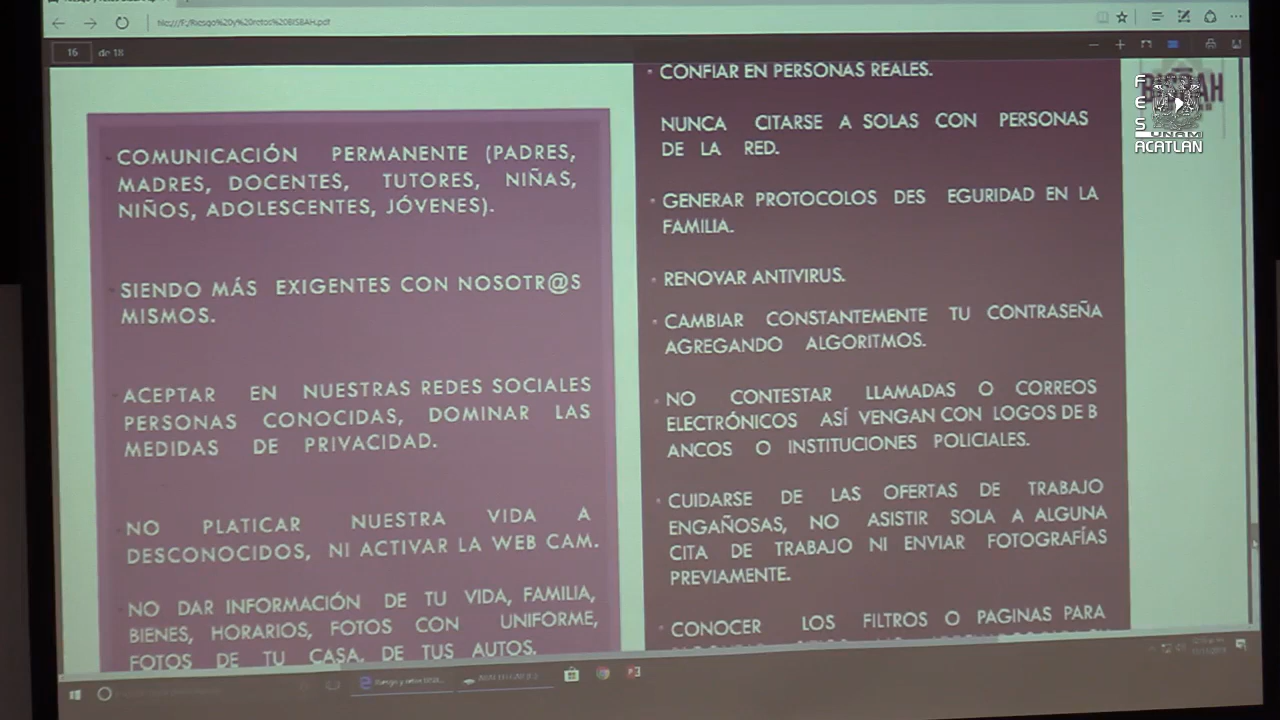 file:///F:/Riesgo%20y%20retos%20BISBAH.pdf
16 de 18
COMUNICACIÓN PERMANENTE (PADRES,
MADRES, DOCENTES, TUTORES, NIÑAS,
NIÑOS, ADOLESCENTES, JÓVENES).
SIENDO MÁS EXIGENTES CON NOSOTR@S
MISMOS.
ACEPTAR EN NUESTRAS REDES SOCIALES
PERSONAS CONOCIDAS, DOMINAR LAS
MEDIDAS DE PRIVACIDAD.
NO PLATICAR NUESTRA VIDA A
DESCONOCIDOS, NI ACTIVAR LA WEB CAM.
NO DAR INFORMACIÓN DE TU VIDA, FAMILIA,
BIENES, HORARIOS, FOTOS CON UNIFORME,
FOTOS DE TU CASA, DE TUS AUTOS.
CONFIAR EN PERSONAS REALES.
NUNCA CITARSE A SOLAS CON PERSONAS
DE LA RED.
GENERAR PROTOCOLOS DES EGURIDAD EN LA
FAMILIA.
RENOVAR ANTIVIRUS.
CAMBIAR CONSTANTEMENTE TU CONTRASEÑA
AGREGANDO ALGORITMOS.
NO CONTESTAR LLAMADAS O CORREOS
ELECTRÓNICOS ASÍ VENGAN CON LOGOS DE B
ANCOS O INSTITUCIONES POLICIALES.
CUIDARSE DE LAS OFERTAS DE TRABAJO
ENGAÑOSAS, NO ASISTIR SOLA A ALGUNA
CITA DE TRABAJO NI ENVIAR FOTOGRAFÍAS
PREVIAMENTE.
CONOCER LOS FILTROS O PAGINAS PARA
FES
UNAM
ACATLAN